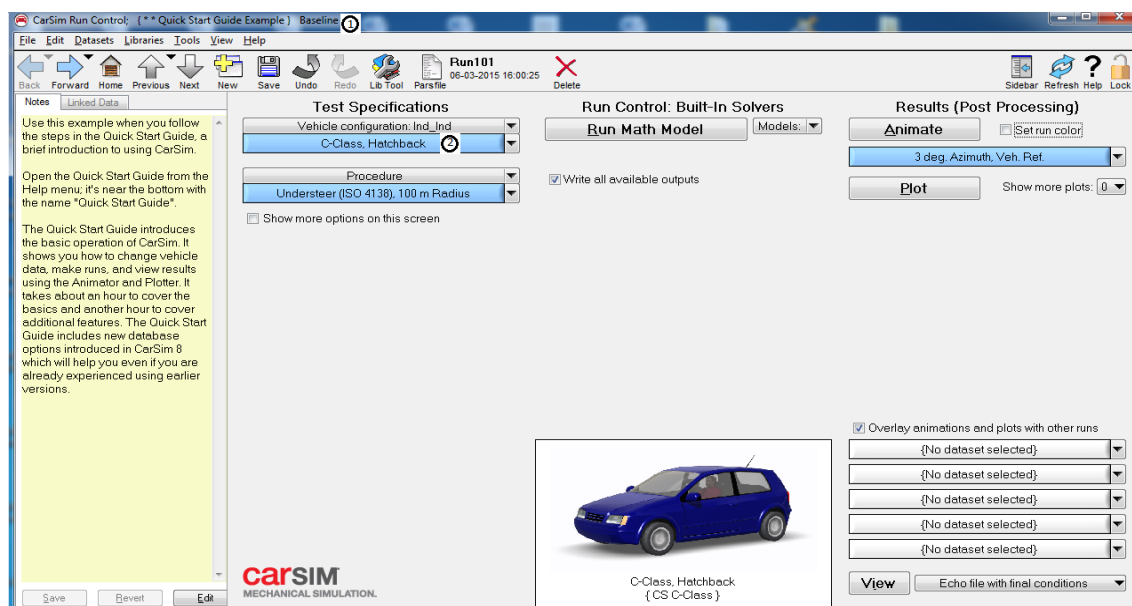 CarSim Run Control; { * * Quick Start Guide Example } Baseline 1
File Edit Datasets Libraries Tools View Help
Back Forward Home Previous Next New Save Undo Redo Lib Tool Parsfile
Run101
06-03-2015 16:00:25
Delete
Sidebar Refresh Help Lock
Notes Linked Data
Use this example when you follow
the steps in the Quick Start Guide, a
brief introduction to using CarSim.
Open the Quick Start Guide from the
Help menu; it's near the bottom with
the name "Quick Start Guide".
The Quick Start Guide introduces
the basic operation of CarSim. It
shows you how to change vehicle
data, make runs, and view results
using the Animator and Plotter. It
takes about an hour to cover the
basics and another hour to cover
additional features. The Quick Start
Guide includes new database
options introduced in CarSim 8
which will help you even if you are
already experienced using earlier
versions.
Save Revert Edit
Test Specifications
Vehicle configuration: Ind_Ind
C-Class, Hatchback 2
Procedure
Understeer (ISO 4138), 100 m Radius
Show more options on this screen
carSIM
MECHANICAL SIMULATION.
Run Control: Built-In Solvers
Run Math Model Models:
Write all available outputs
C-Class, Hatchback
{ CS C-Class }
Results (Post Processing)
Animate Set run color
3 deg. Azimuth, Veh. Ref.
Plot Show more plots: 0
Overlay animations and plots with other runs
{No dataset selected}
{No dataset selected}
{No dataset selected}
{No dataset selected}
{No dataset selected}
View Echo file with final conditions